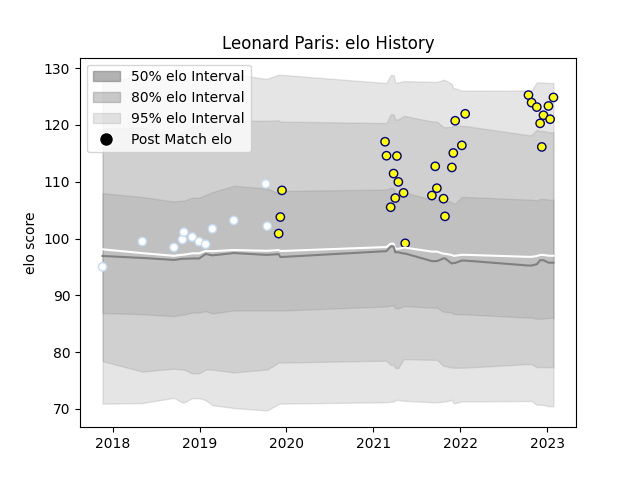 Leonard Paris: elo History
130
120
110
100
90
80
70
elo score
50% elo Interval
80% elo Interval
95% elo Interval
Post Match elo
2018
2019
2020
2021
2022
2023